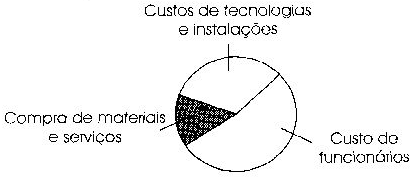 Custos de tecnologias
e instalações
Compra de materiais
e serviços
Custo de
funcionários